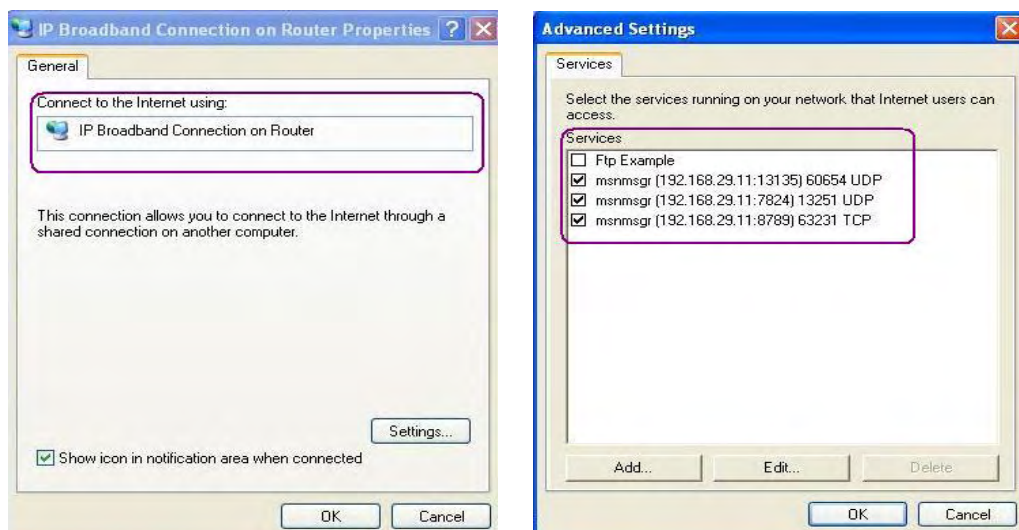 IP Broadband Connection on Router Properties
General
Connect to the Internet using:
IP Broadband Connection on Router
This connection allows you to connect to the Internet through a
shared connection on another computer.
Settings...
Show icon in notification area when connected
OK
Cancel
Advanced Settings
Services
Select the services running on your network that Internet users can
access.
Services
Ftp Example
msnmsgr (192.168.29.11:13135) 60654 UDP
msnmsgr (192.168.29.11:7824) 13251 UDP
msnmsgr (192.168.29.11:8789) 63231 TCP
Add...
Edit...
Delete
OK
Cancel